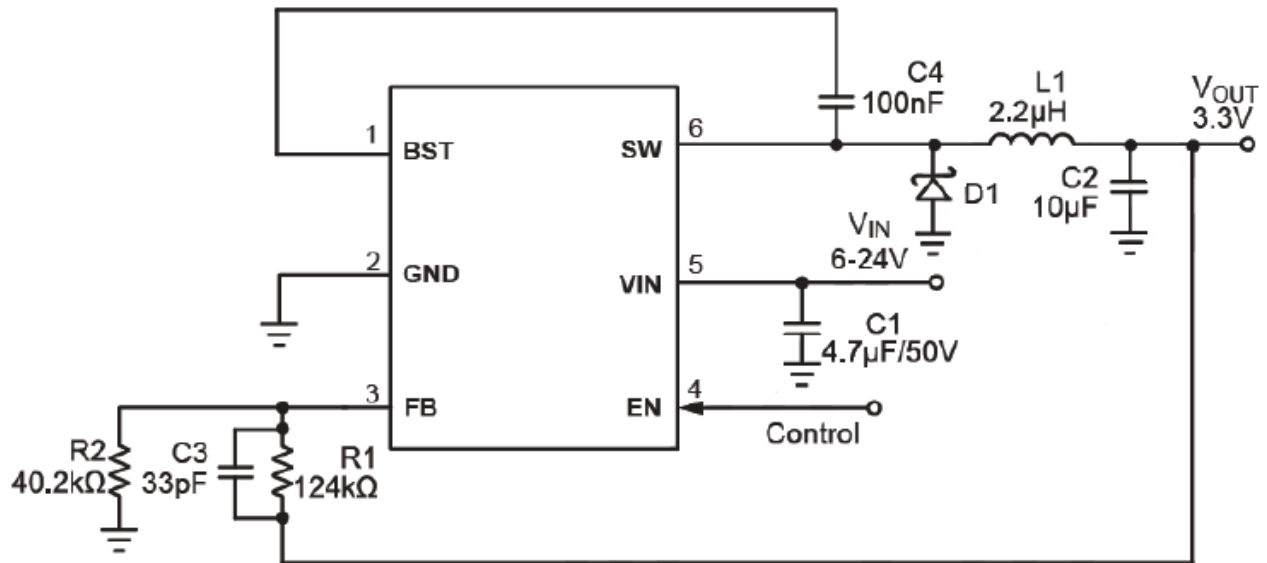 C4
100nF
L1
2.2µH
VOUT
3.3V
1
BST
SW
6
D1
C2
10µF
VIN
6-24V
2
GND
VIN
5
C1
4.7µF/50V
3
FB
EN
4
Control
R2
40.2kΩ
C3
33pF
R1
124kΩ